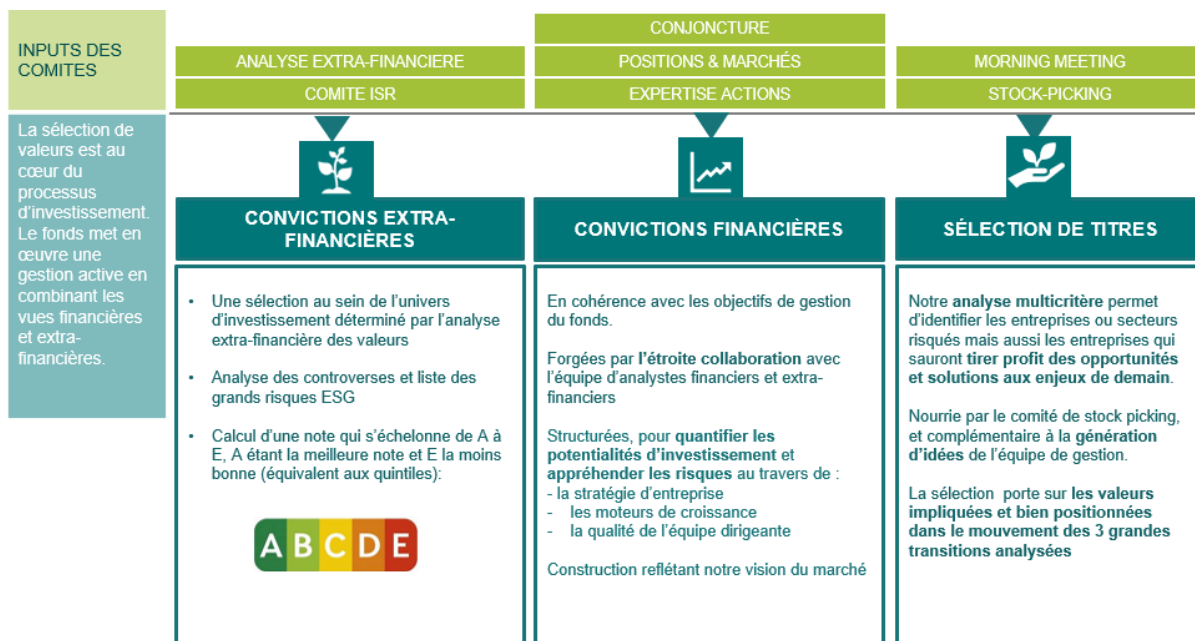 INPUTS DES
COMITES
ANALYSE EXTRA-FINANCIERE
COMITE ISR
CONJONCTURE
POSITIONS & MARCHÉS
EXPERTISE ACTIONS
MORNING MEETING
STOCK-PICKING
La sélection de
valeurs est au
cœur du
processus
d'investissement.
Le fonds met en
œuvre une
gestion active en
combinant les
vues financières
et extra-
financières.
CONVICTIONS EXTRA-
FINANCIÈRES
• Une sélection au sein de l'univers
d'investissement déterminé par l'analyse
extra-financière des valeurs
• Analyse des controverses et liste des
grands risques ESG
• Calcul d'une note qui s'échelonne de A à
E, A étant la meilleure note et E la moins
bonne (équivalent aux quintiles):
A B C D E
CONVICTIONS FINANCIÈRES
En cohérence avec les objectifs de gestion
du fonds.
Forgées par l'étroite collaboration avec
l'équipe d'analystes financiers et extra-
financiers
Structurées, pour quantifier les
potentialités d'investissement et
appréhender les risques au travers de :
- la stratégie d'entreprise
- les moteurs de croissance
- la qualité de l'équipe dirigeante
Construction reflétant notre vision du marché
SÉLECTION DE TITRES
Notre analyse multicritère permet
d'identifier les entreprises ou secteurs
risqués mais aussi les entreprises qui
sauront tirer profit des opportunités
et solutions aux enjeux de demain.
Nourrie par le comité de stock picking,
et complémentaire à la génération
d'idées de l'équipe de gestion.
La sélection porte sur les valeurs
impliquées et bien positionnées
dans le mouvement des 3 grandes
transitions analysées